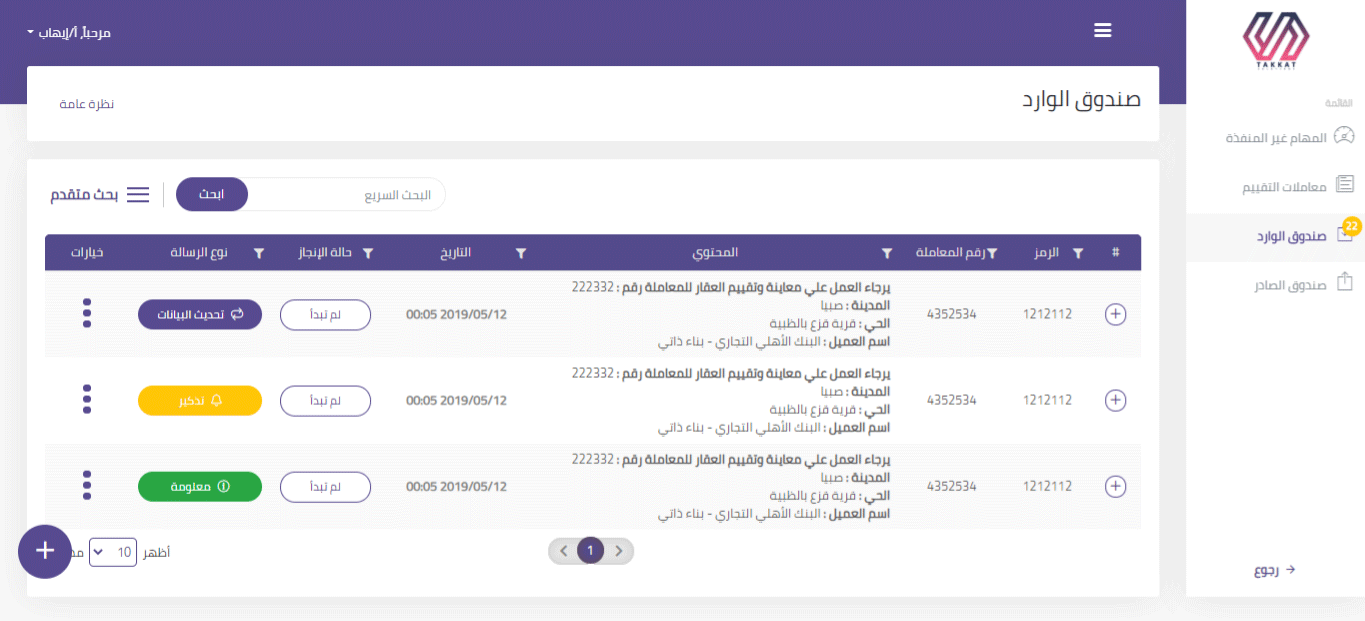 TAKKAT
القائمة
المهام غير المنفذة
معاملات التقييم
22
صندوق الوارد
صندوق الصادر
رجوع
مرحباً, أ/إيهاب
صندوق الوارد
نظرة عامة
البحث السريع
ابحث
بحث متقدم
# الرمز رقم المعاملة المحتوي التاريخ حالة الإنجاز نوع الرسالة خيارات
يرجاء العمل علي معاينة وتقييم العقار للمعاملة رقم : 222332
المدينة : صبيا
1212112 4352534 2019/05/12 00:05 لم تبدأ تحديث البيانات
الحي : قرية قزع بالظبية
اسم العميل : البنك الأهلي التجاري - بناء ذاتي
يرجاء العمل علي معاينة وتقييم العقار للمعاملة رقم : 222332
المدينة : صبيا
1212112 4352534 2019/05/12 00:05 لم تبدأ تذكير
الحي : قرية قزع بالظبية
اسم العميل : البنك الأهلي التجاري - بناء ذاتي
يرجاء العمل علي معاينة وتقييم العقار للمعاملة رقم : 222332
المدينة : صبيا
1212112 4352534 2019/05/12 00:05 لم تبدأ معلومة
الحي : قرية قزع بالظبية
اسم العميل : البنك الأهلي التجاري - بناء ذاتي
1
أظهر 10